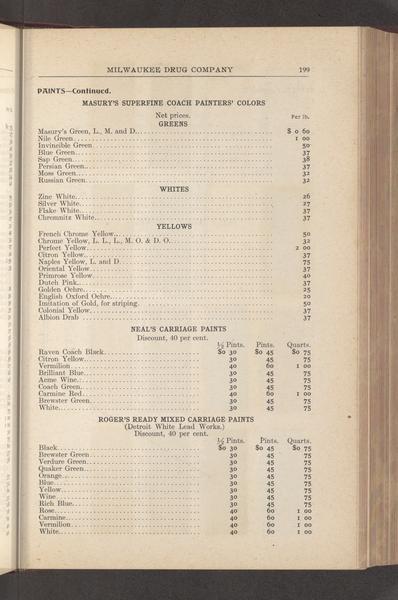 MILWAUKEE DRUG COMPANY 199
PAINTS—Continued.
MASURY'S SUPERFINE COACH PAINTERS' COLORS
Net prices. Per lb.
GREENS
Masury's Green, L., M. and D. $ 0 60
Nile Green 1 00
Invincible Green 50
Blue Green 37
Sap Green 38
Persian Green 37
Moss Green 32
Russian Green 32
WHITES
Zinc White 26
Silver White 27
Flake White 37
Chremnitz White 37
YELLOWS
French Chrome Yellow 50
Chrome Yellow, L. L., L., M. O. & D. O. 32
Perfect Yellow 2 00
Citron Yellow 37
Naples Yellow, L. and D. 75
Oriental Yellow 37
Primrose Yellow 40
Dutch Pink 37
Golden Ochre 25
English Oxford Ochre 20
Imitation of Gold, for striping. 50
Colonial Yellow 37
Albion Drab 37
NEAL'S CARRIAGE PAINTS
Discount, 40 per cent.
½ Pints. Pints. Quarts.
Raven Coach Black $0 30 $0 45 $0 75
Citron Yellow 30 45 75
Vermilion 40 60 1 00
Brilliant Blue 30 45 75
Acme Wine 30 45 75
Coach Green 30 45 75
Carmine Red 40 60 1 00
Brewster Green 30 45 75
White 30 45 75
ROGER'S READY MIXED CARRIAGE PAINTS
(Detroit White Lead Works.)
Discount, 40 per cent.
½ Pints. Pints. Quarts.
Black $0 30 $0 45 $0 75
Brewster Green 30 45 75
Verdure Green 30 45 75
Quaker Green 30 45 75
Orange 30 45 75
Blue 30 45 75
Yellow 30 45 75
Wine 30 45 75
Rich Blue 30 45 75
Rose 40 60 1 00
Carmine 40 60 1 00
Vermilion 40 60 1 00
White 40 60 1 00